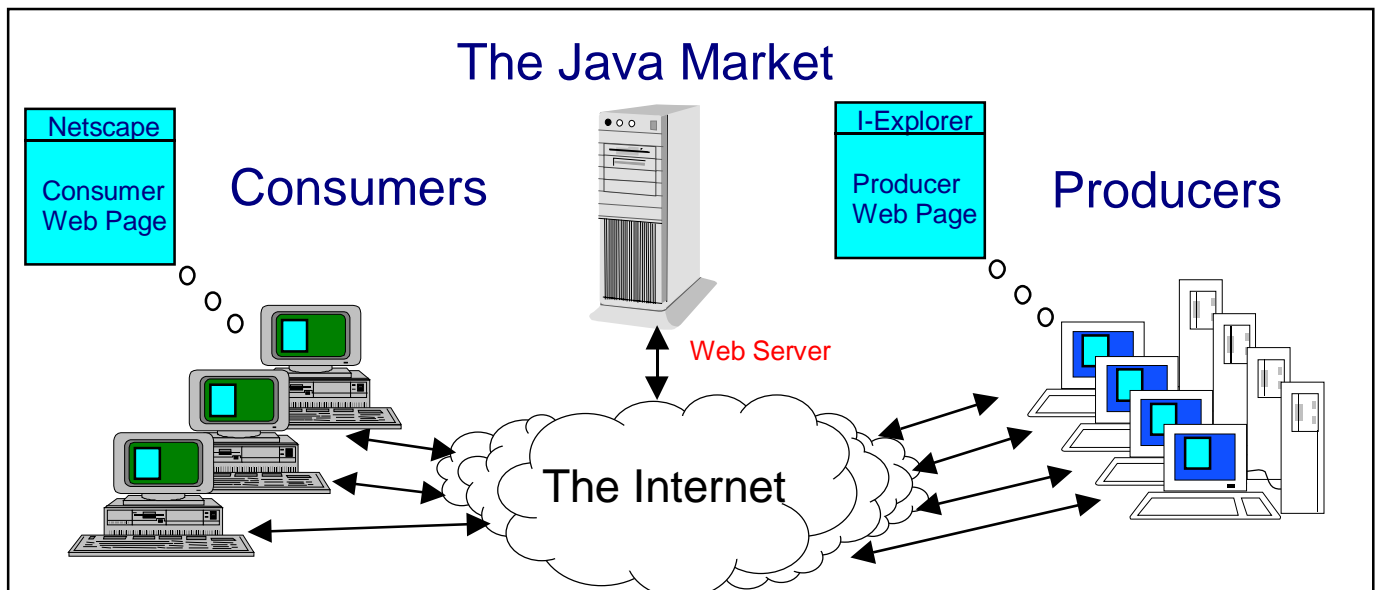 The Java Market
Netscape
Consumer
Web Page
Consumers
I-Explorer
Producer
Web Page
Producers
Web Server
The Internet